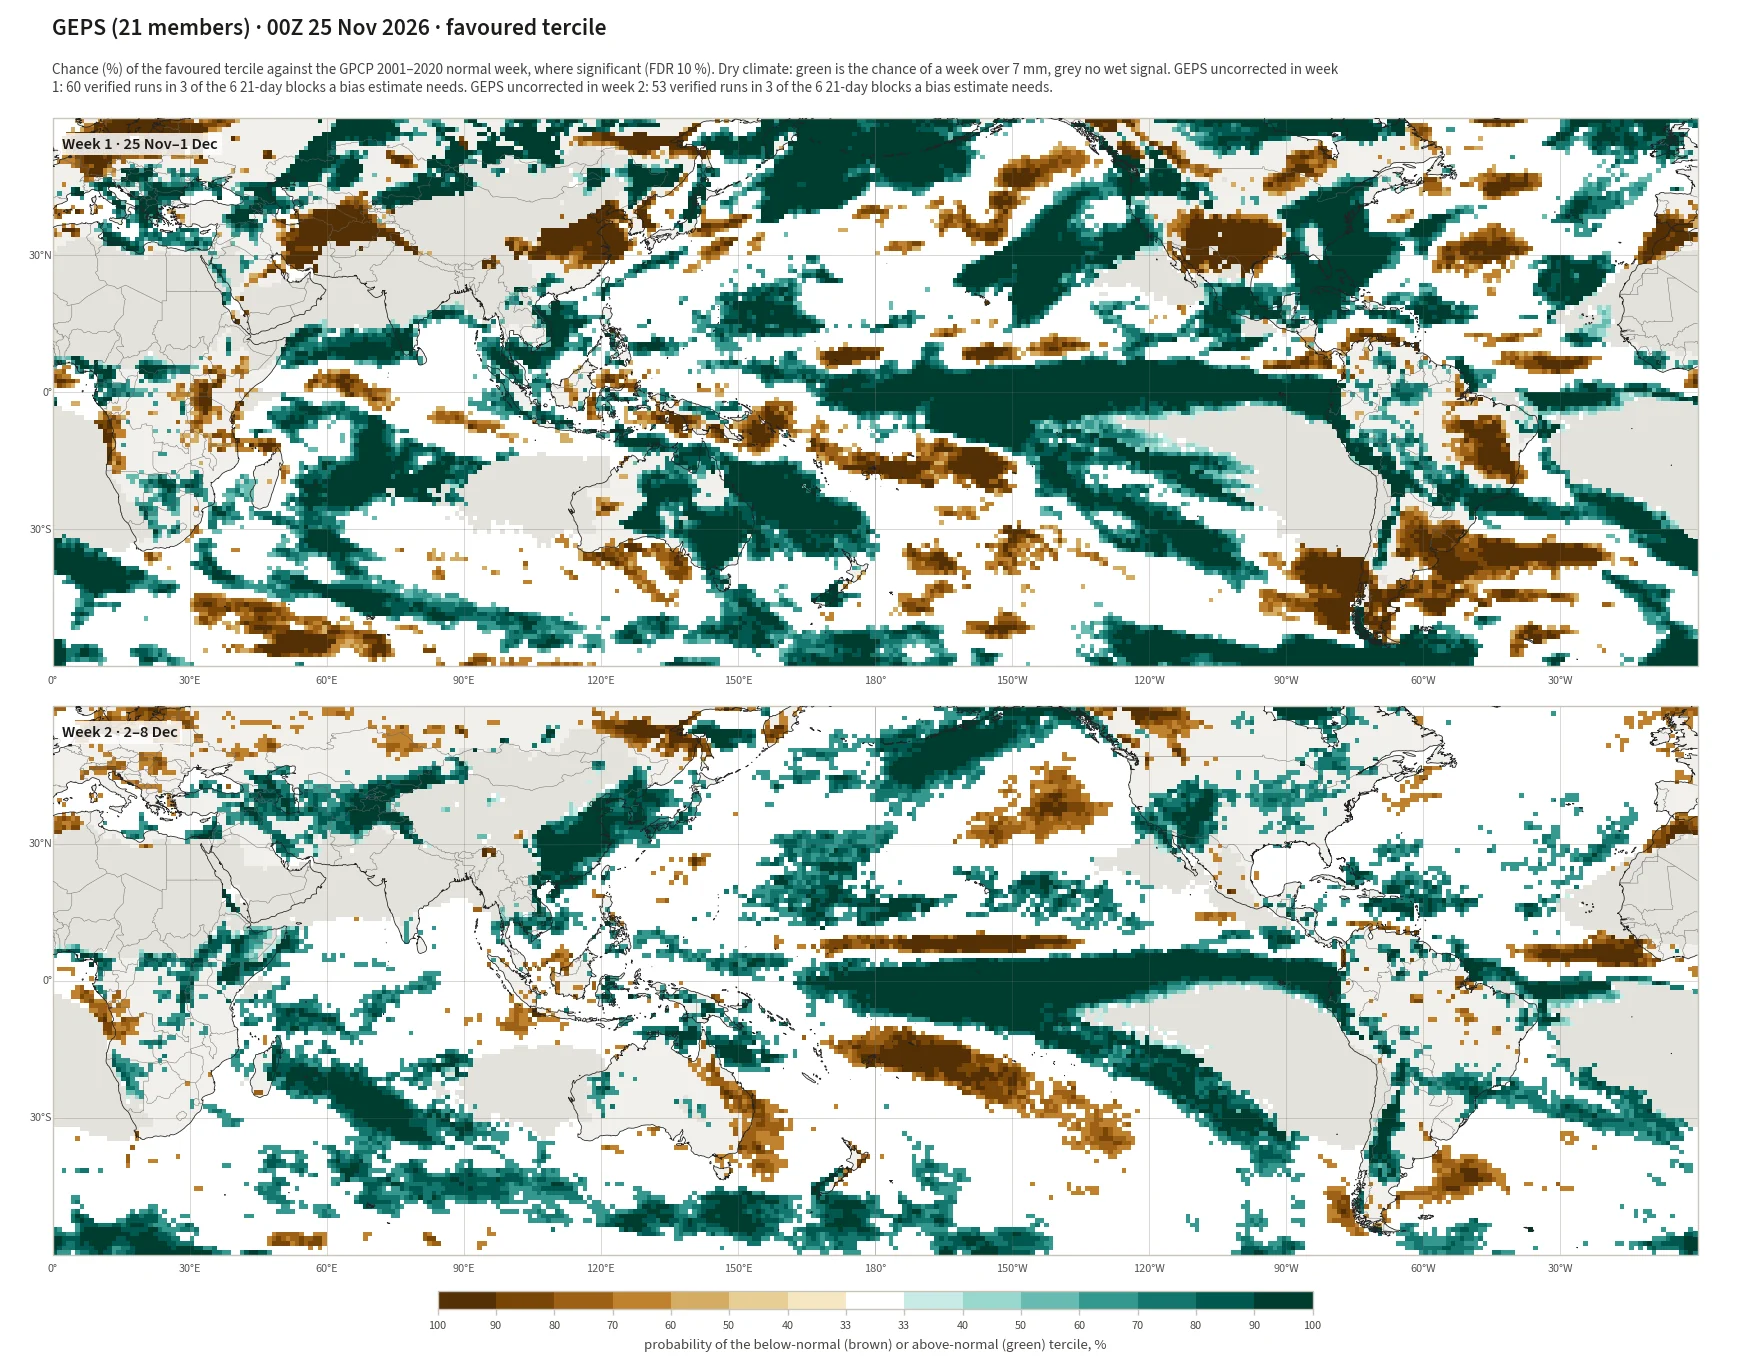 GEPS (21 members) · 00Z 25 Nov 2026 · favoured tercile
Chance (%) of the favoured tercile against the GPCP 2001–2020 normal week, where significant (FDR 10 %). Dry climate: green is the chance of a week over 7 mm, grey no wet signal. GEPS uncorrected in week
1: 60 verified runs in 3 of the 6 21-day blocks a bias estimate needs. GEPS uncorrected in week 2: 53 verified runs in 3 of the 6 21-day blocks a bias estimate needs.
Week 1 · 25 Nov–1 Dec
30°N
0°
30°S
0° 30°E 60°E 90°E 120°E 150°E 180° 150°W 120°W 90°W 60°W 30°W
Week 2 · 2–8 Dec
30°N
0°
30°S
0° 30°E 60°E 90°E 120°E 150°E 180° 150°W 120°W 90°W 60°W 30°W
100 90 80 70 60 50 40 33 33 40 50 60 70 80 90 100
probability of the below-normal (brown) or above-normal (green) tercile, %